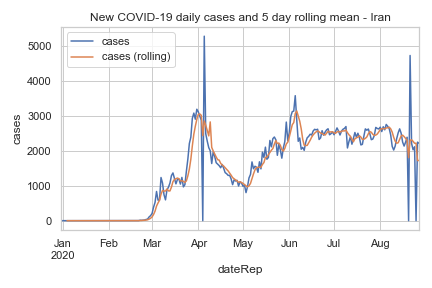 New COVID-19 daily cases and 5 day rolling mean - Iran
cases
cases (rolling)
5000
4000
3000
2000
1000
0
cases
Jan
2020
Feb
Mar
Apr
May
Jun
Jul
Aug
dateRep